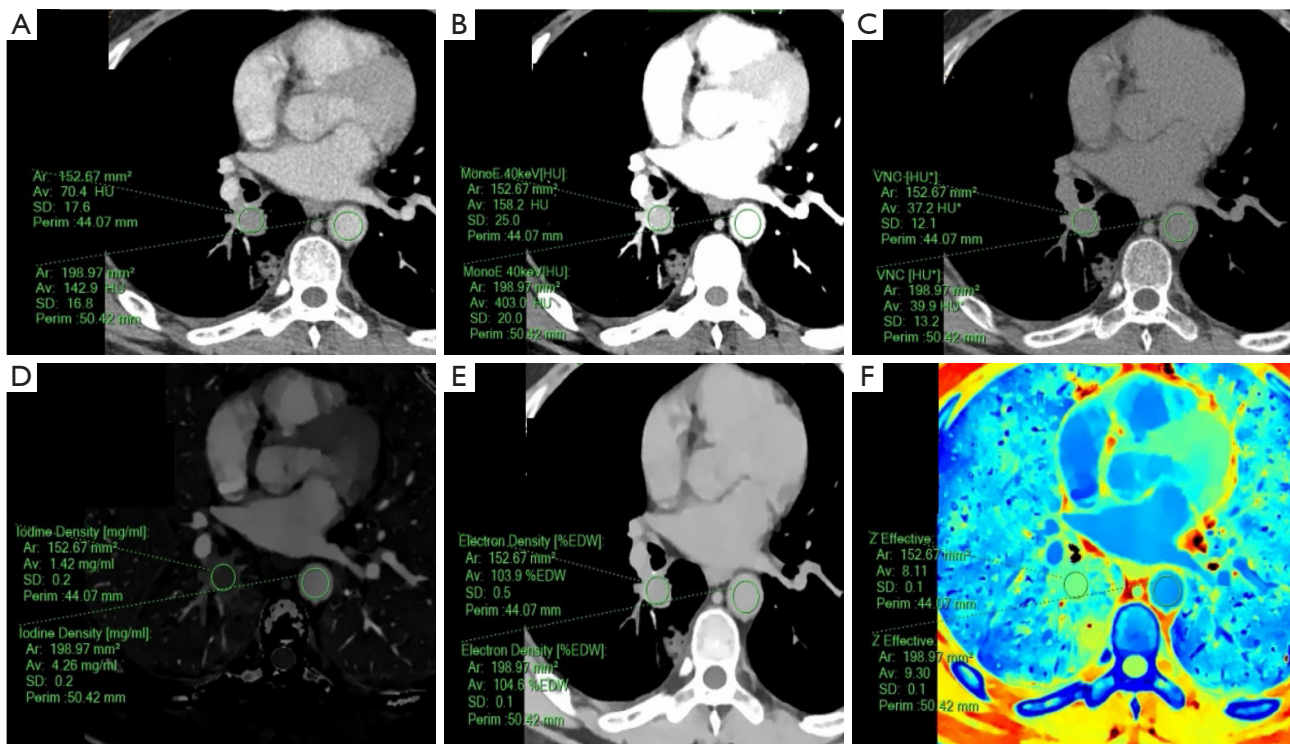 A
Ar: 152.67 mm²
Av: 70.4 HU
SD: 17.6
Perim :44.07 mm
Ar: 198.97 mm²
Av: 142.9 HU
SD: 16.8
Perim :50.42 mm
B
MonoE 40keV[HU]:
Ar: 152.67 mm²
Av: 158.2 HU
SD: 25.0
Perim :44.07 mm
MonoE 40keV[HU]:
Ar: 198.97 mm²
Av: 403.0 HU
SD: 20.0
Perim :50.42 mm
C
VNC [HU*]:
Ar: 152.67 mm²
Av: 37.2 HU*
SD: 12.1
Perim :44.07 mm
VNC [HU*]:
Ar: 198.97 mm²
Av: 39.9 HU*
SD: 13.2
Perim :50.42 mm
D
Iodine Density [mg/ml]:
Ar: 152.67 mm²
Av: 1.42 mg/ml
SD: 0.2
Perim :44.07 mm
Iodine Density [mg/ml]:
Ar: 198.97 mm²
Av: 4.26 mg/ml
SD: 0.2
Perim :50.42 mm
E
Electron Density [%EDW]:
Ar: 152.67 mm²
Av: 103.9 %EDW
SD: 0.5
Perim :44.07 mm
Electron Density [%EDW]:
Ar: 198.97 mm²
Av: 104.6 %EDW
SD: 0.1
Perim :50.42 mm
F
Z Effective:
Ar: 152.67 mm²
Av: 8.11
SD: 0.1
Perim :44.07 mm
Z Effective:
Ar: 198.97 mm²
Av: 9.30
SD: 0.1
Perim :50.42 mm